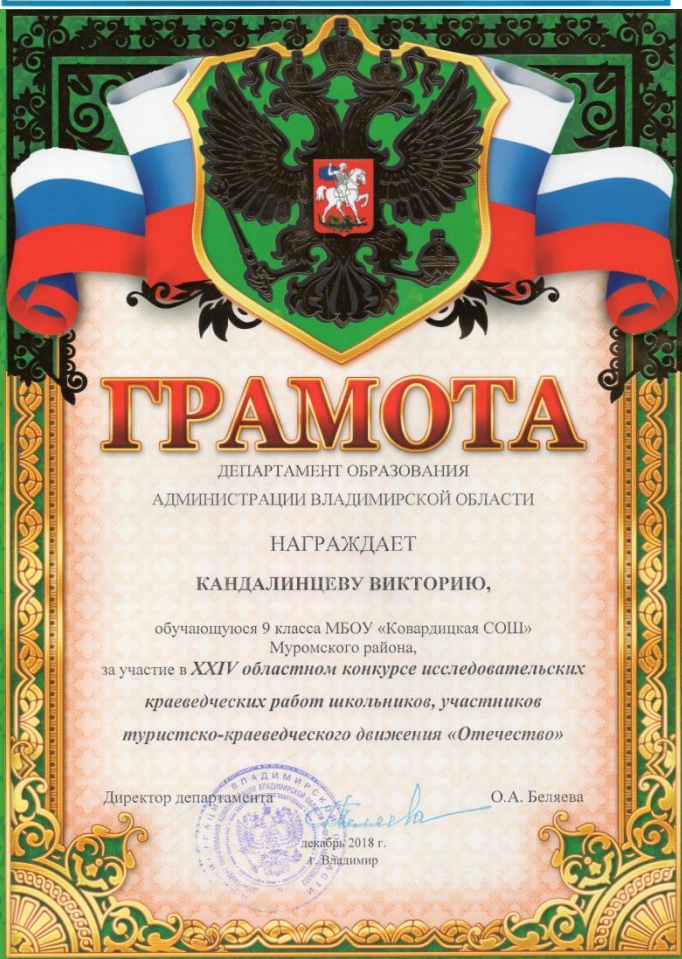 ГРАМОТА
ДЕПАРТАМЕНТ ОБРАЗОВАНИЯ
АДМИНИСТРАЦИИ ВЛАДИМИРСКОЙ ОБЛАСТИ
НАГРАЖДАЕТ
КАНДАЛИНЦЕВУ ВИКТОРИЮ,
обучающуюся 9 класса МБОУ «Ковардицкая СОШ»
Муромского района,
за участие в XXIV областном конкурсе исследовательских
краеведческих работ школьников, участников
туристско-краеведческого движения «Отечество»
Директор департамента О.А. Беляева
декабрь 2018 г.
г. Владимир